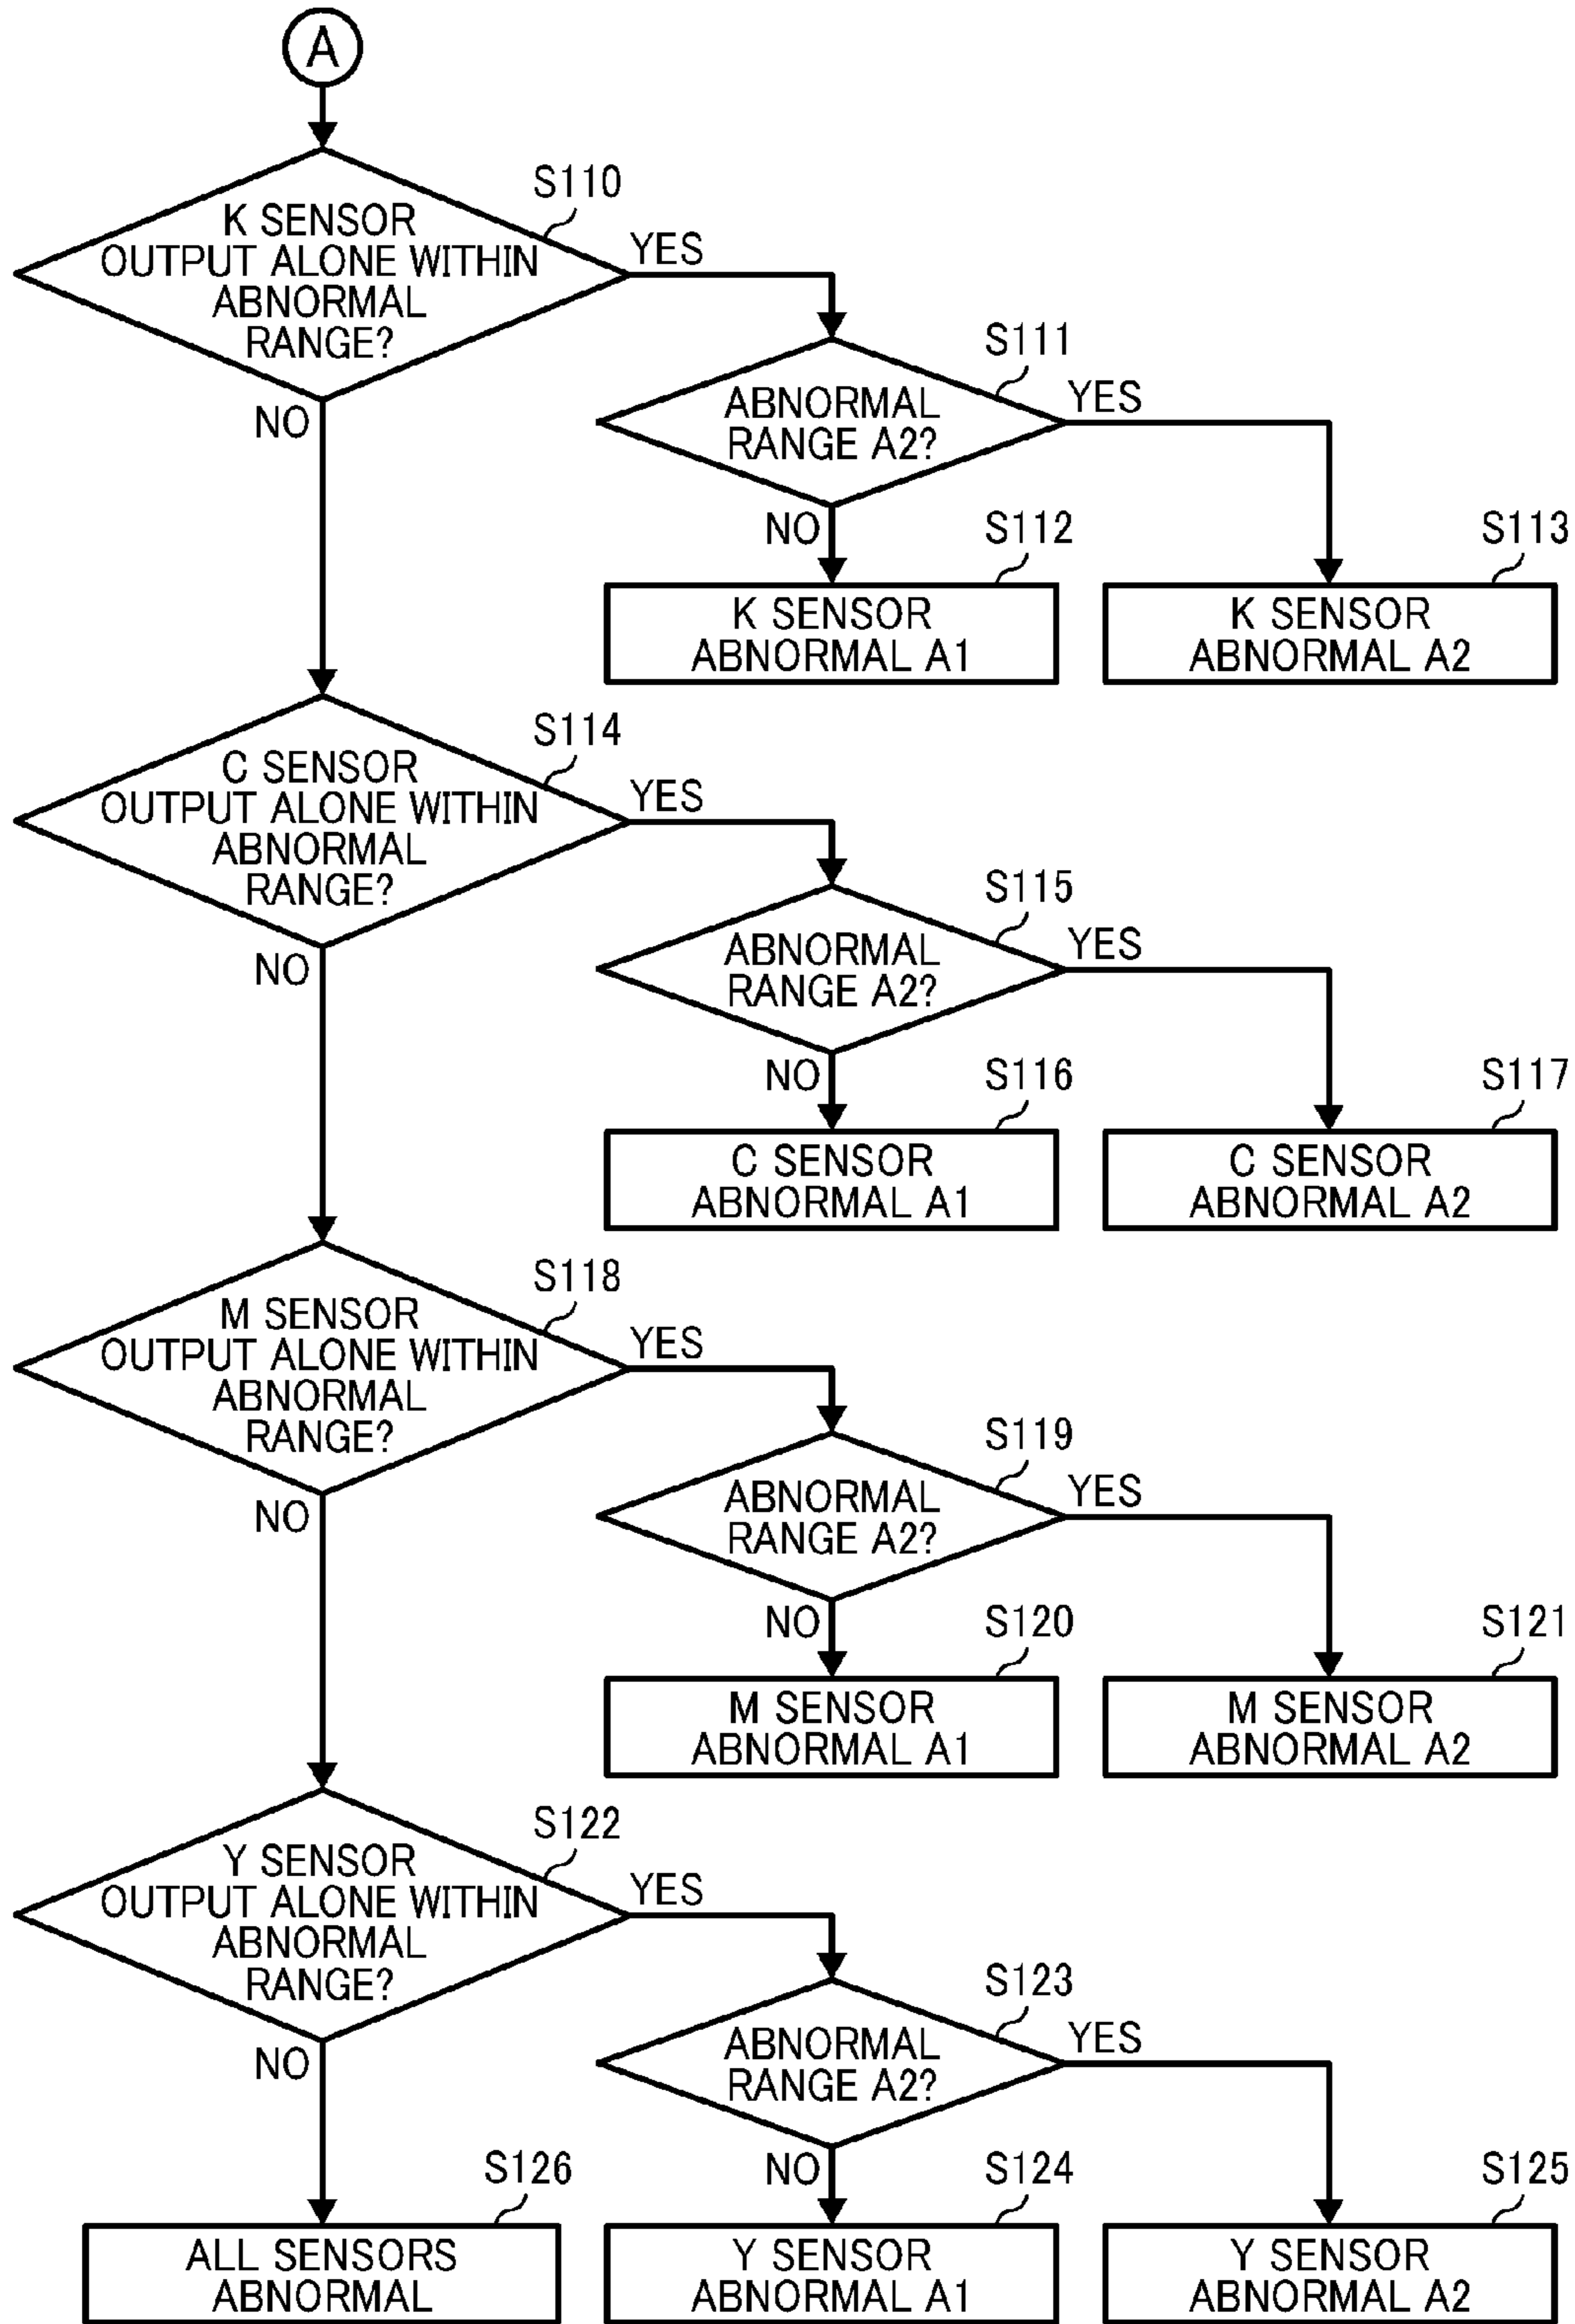 A
S110
K SENSOR
OUTPUT ALONE WITHIN
ABNORMAL
RANGE?
YES
NO
S111
ABNORMAL
RANGE A2?
YES
NO
S112
K SENSOR
ABNORMAL A1
S113
K SENSOR
ABNORMAL A2
S114
C SENSOR
OUTPUT ALONE WITHIN
ABNORMAL
RANGE?
YES
NO
S115
ABNORMAL
RANGE A2?
YES
NO
S116
C SENSOR
ABNORMAL A1
S117
C SENSOR
ABNORMAL A2
S118
M SENSOR
OUTPUT ALONE WITHIN
ABNORMAL
RANGE?
YES
NO
S119
ABNORMAL
RANGE A2?
YES
NO
S120
M SENSOR
ABNORMAL A1
S121
M SENSOR
ABNORMAL A2
S122
Y SENSOR
OUTPUT ALONE WITHIN
ABNORMAL
RANGE?
YES
NO
S123
ABNORMAL
RANGE A2?
YES
NO
S126
ALL SENSORS
ABNORMAL
S124
Y SENSOR
ABNORMAL A1
S125
Y SENSOR
ABNORMAL A2